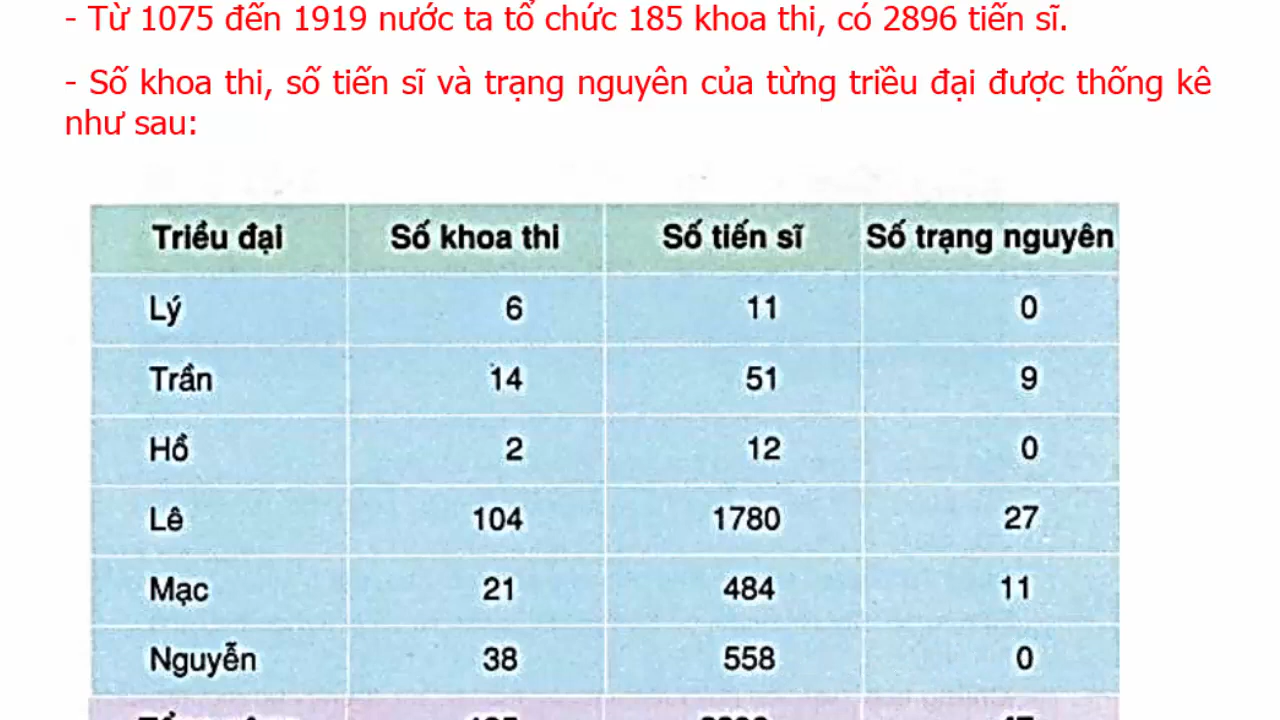 - Từ 1075 đến 1919 nước ta tổ chức 185 khoa thi, có 2896 tiến sĩ.
- Số khoa thi, số tiến sĩ và trạng nguyên của từng triều đại được thống kê
như sau:
Triều đại Số khoa thi Số tiến sĩ Số trạng nguyên
Lý 6 11 0
Trần 14 51 9
Hồ 2 12 0
Lê 104 1780 27
Mạc 21 484 11
Nguyễn 38 558 0